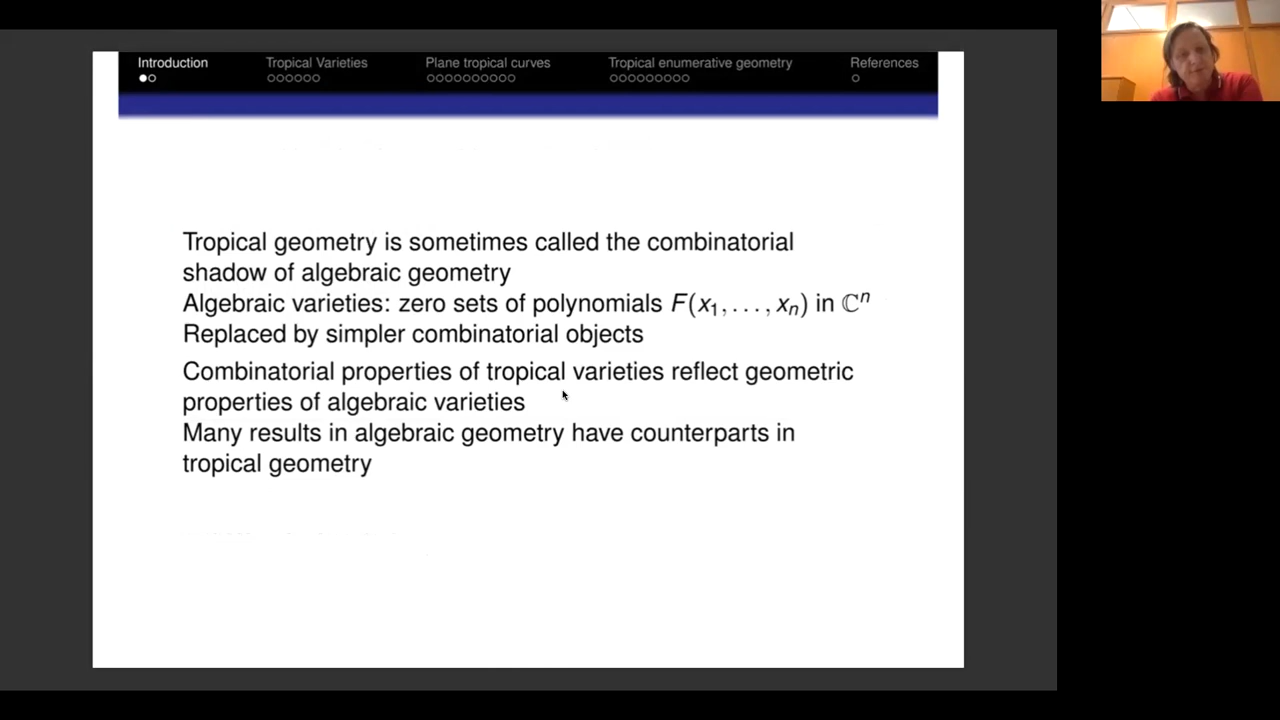 Introduction Tropical Varieties Plane tropical curves Tropical enumerative geometry References
Tropical geometry is sometimes called the combinatorial
shadow of algebraic geometry
Algebraic varieties: zero sets of polynomials F(x₁, . . . , xₙ) in ℂⁿ
Replaced by simpler combinatorial objects
Combinatorial properties of tropical varieties reflect geometric
properties of algebraic varieties
Many results in algebraic geometry have counterparts in
tropical geometry